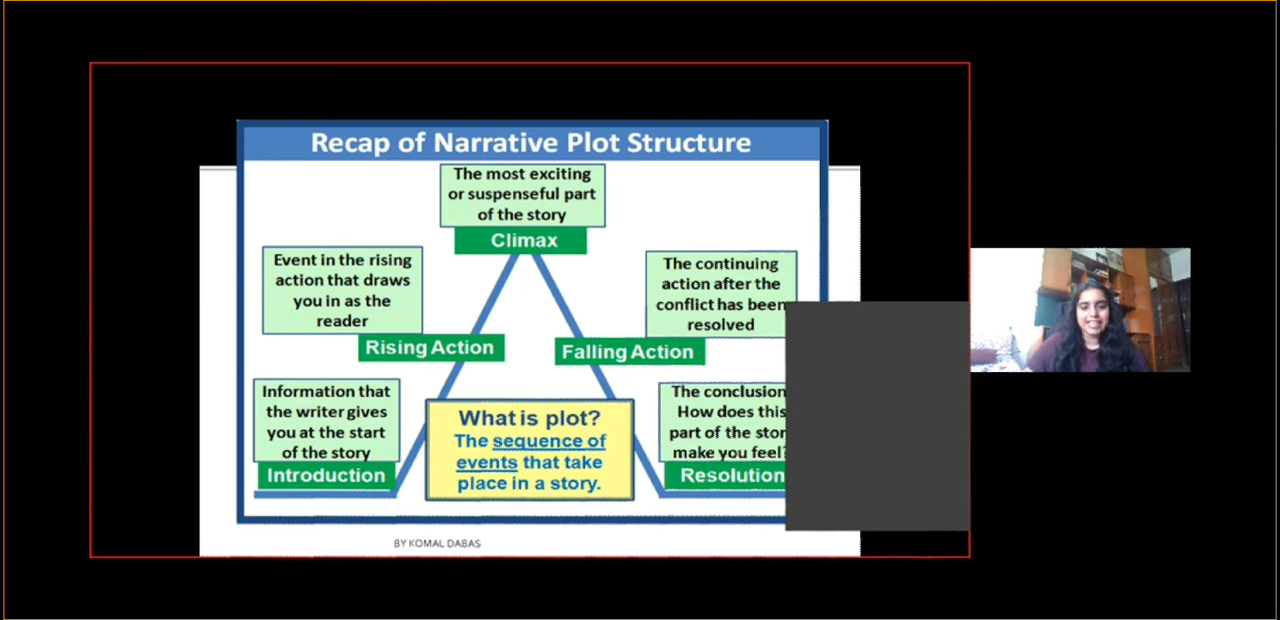 Recap of Narrative Plot Structure
The most exciting
or suspenseful part
of the story
Climax
Event in the rising
action that draws
you in as the
reader
Rising Action
The continuing
action after the
conflict has been
resolved
Falling Action
Information that
the writer gives
you at the start
of the story
Introduction
What is plot?
The sequence of
events that take
place in a story.
The conclusion
How does this
part of the stor
make you feel?
Resolution
BY KOMAL DABAS